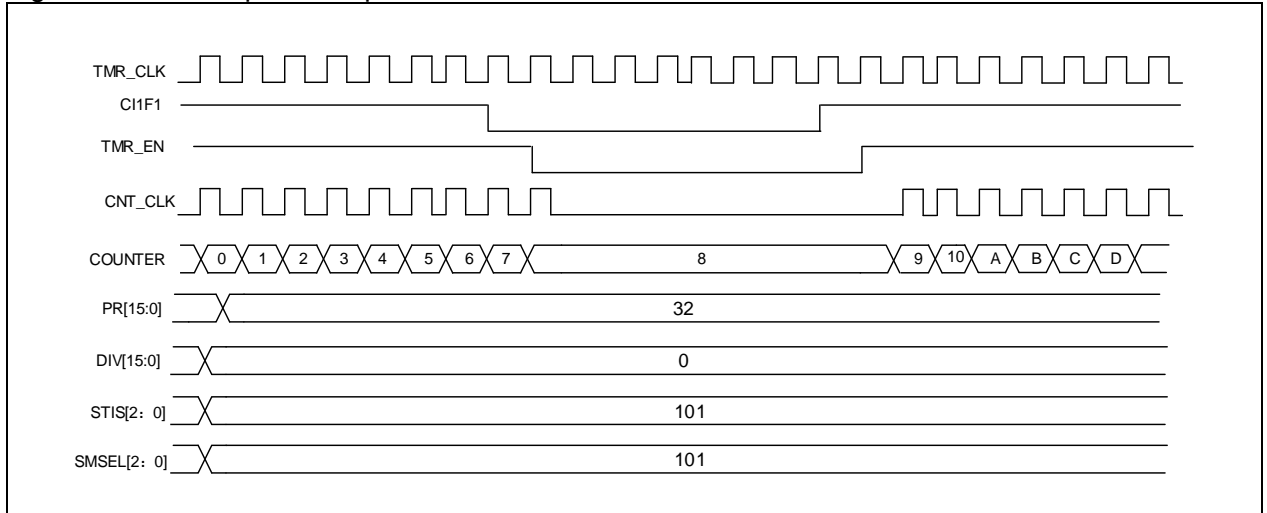 TMR_CLK
CI1F1
TMR_EN
CNT_CLK
COUNTER 0 1 2 3 4 5 6 7 8 9 10 A B C D
PR[15:0] 32
DIV[15:0] 0
STIS[2：0] 101
SMSEL[2：0] 101